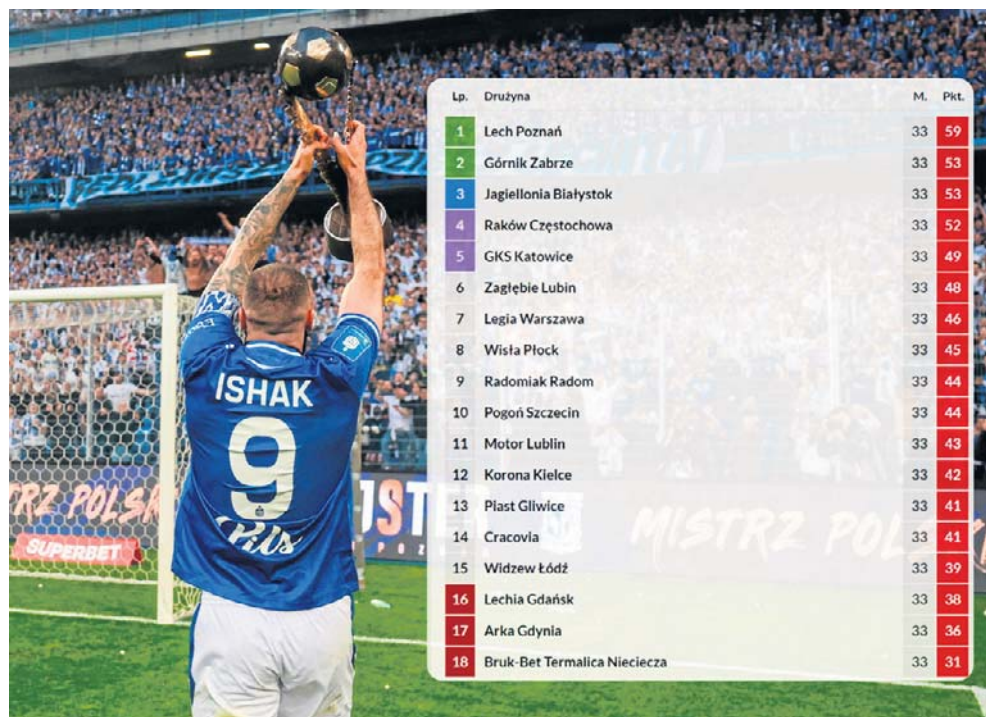 Lp. Drużyna M. Pkt.
1 Lech Poznań 33 59
2 Górnik Zabrze 33 53
3 Jagiellonia Białystok 33 53
4 Raków Częstochowa 33 52
5 GKS Katowice 33 49
6 Zagłębie Lubin 33 48
7 Legia Warszawa 33 46
8 Wisła Płock 33 45
9 Radomiak Radom 33 44
10 Pogoń Szczecin 33 44
11 Motor Lublin 33 43
12 Korona Kielce 33 42
13 Piast Gliwice 33 41
14 Cracovia 33 41
15 Widzew Łódź 33 39
16 Lechia Gdańsk 33 38
17 Arka Gdynia 33 36
18 Bruk-Bet Termalica Nieciecza 33 31
ISHAK
9
Pils
TRZ POLSK
SUPERBET
MISTRZ POLSK